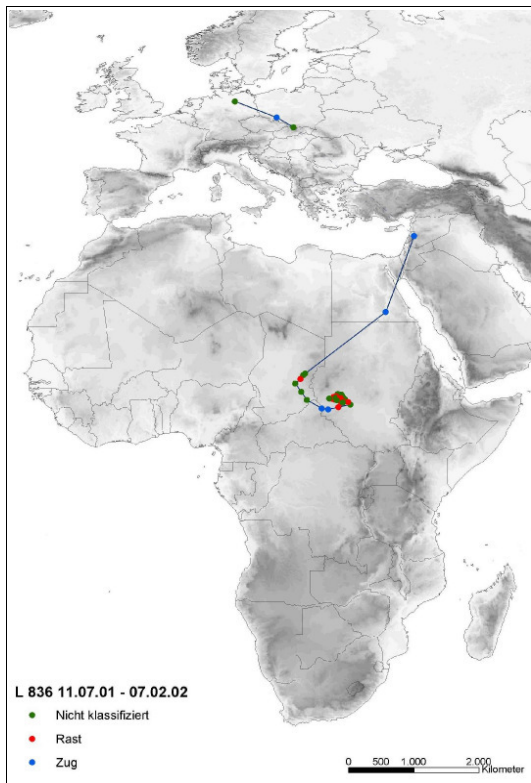 L 836 11.07.01 - 07.02.02
Nicht klassifiziert
Rast
Zug
0 500 1.000 2.000
Kilometer